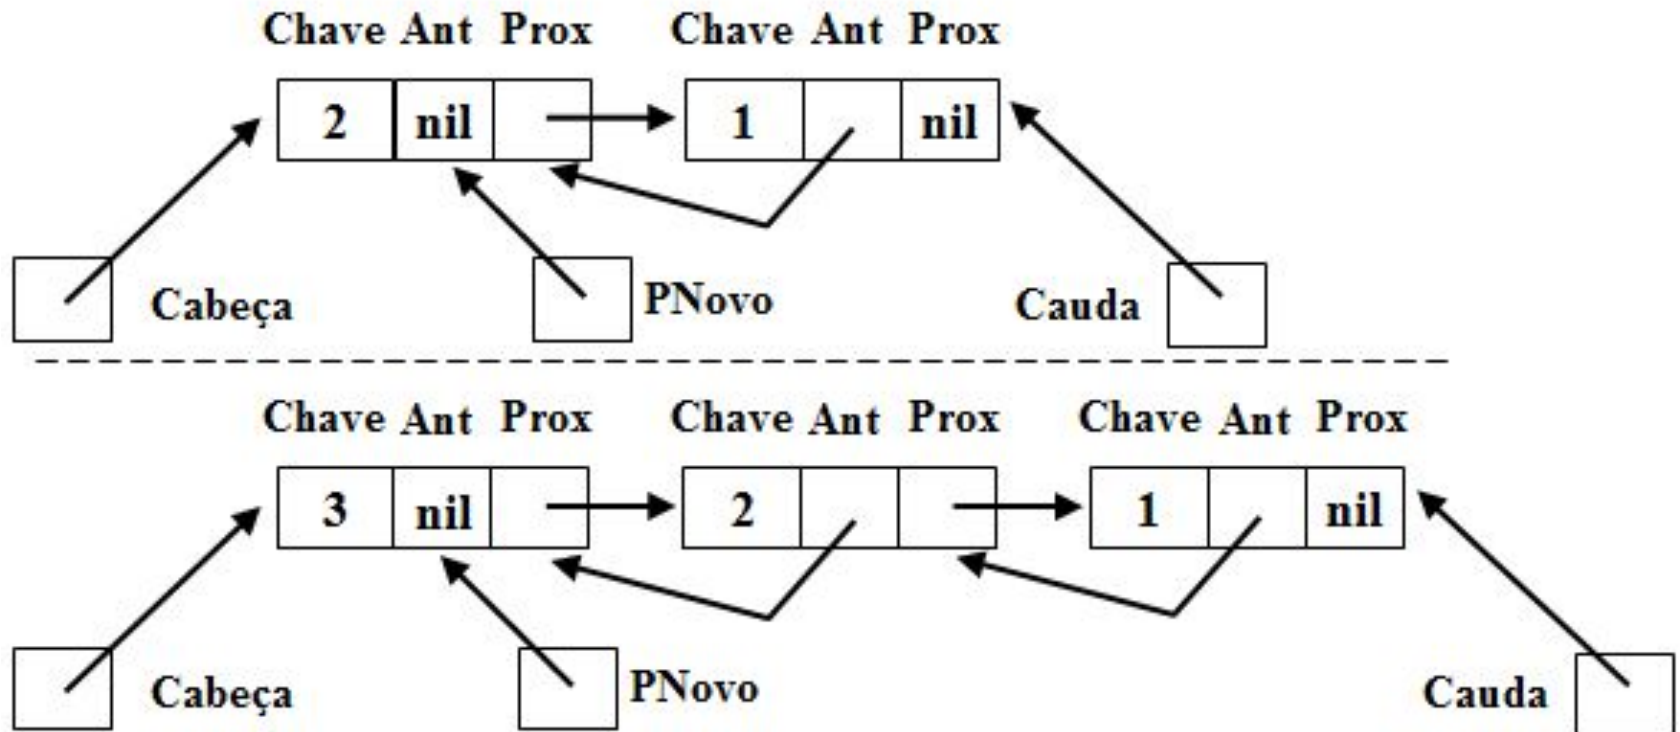 Chave Ant Prox Chave Ant Prox
2 nil 1 nil
Cabeça PNovo Cauda
Chave Ant Prox Chave Ant Prox Chave Ant Prox
3 nil 2 1 nil
Cabeça PNovo Cauda